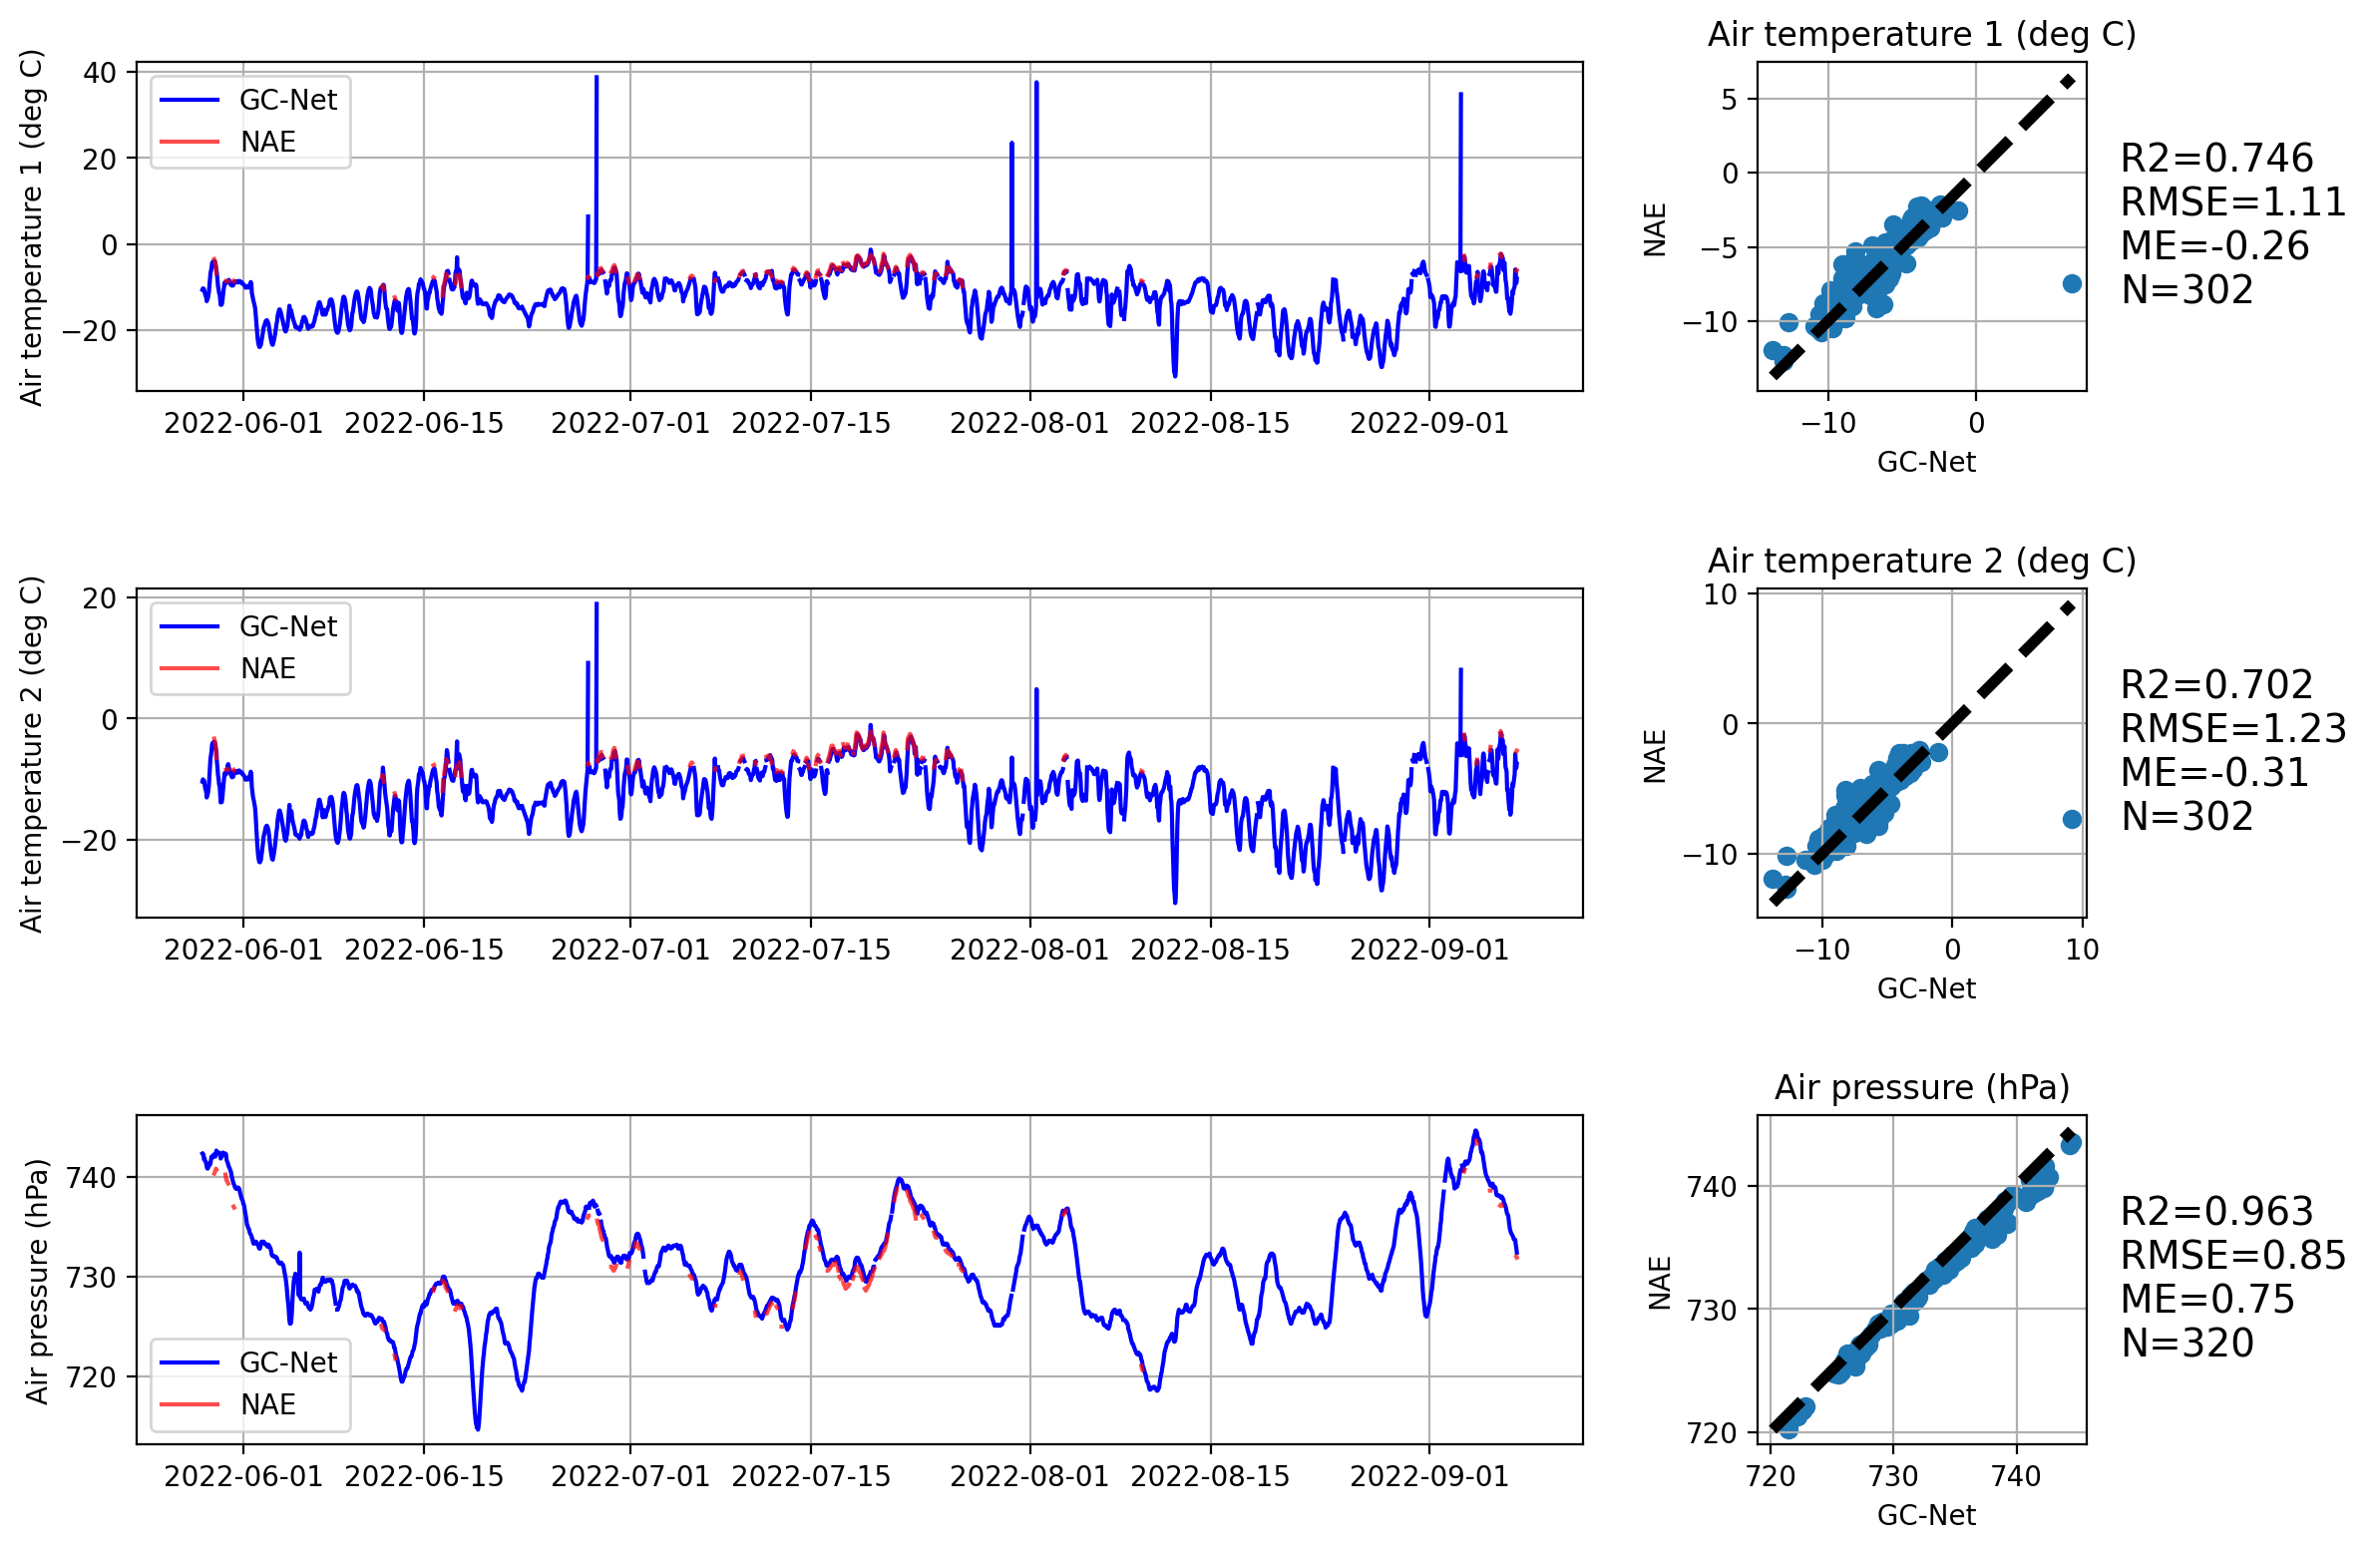 Air temperature 1 (deg C)
40
20
0
−20
GC-Net
NAE
2022-06-01 2022-06-15 2022-07-01 2022-07-15 2022-08-01 2022-08-15 2022-09-01
Air temperature 1 (deg C)
NAE
5
0
−5
−10
−10 0
GC-Net
R2=0.746
RMSE=1.11
ME=-0.26
N=302
Air temperature 2 (deg C)
20
0
−20
GC-Net
NAE
2022-06-01 2022-06-15 2022-07-01 2022-07-15 2022-08-01 2022-08-15 2022-09-01
Air temperature 2 (deg C)
NAE
10
0
−10
−10 0 10
GC-Net
R2=0.702
RMSE=1.23
ME=-0.31
N=302
Air pressure (hPa)
740
730
720
GC-Net
NAE
2022-06-01 2022-06-15 2022-07-01 2022-07-15 2022-08-01 2022-08-15 2022-09-01
Air pressure (hPa)
NAE
740
730
720
720 730 740
GC-Net
R2=0.963
RMSE=0.85
ME=0.75
N=320